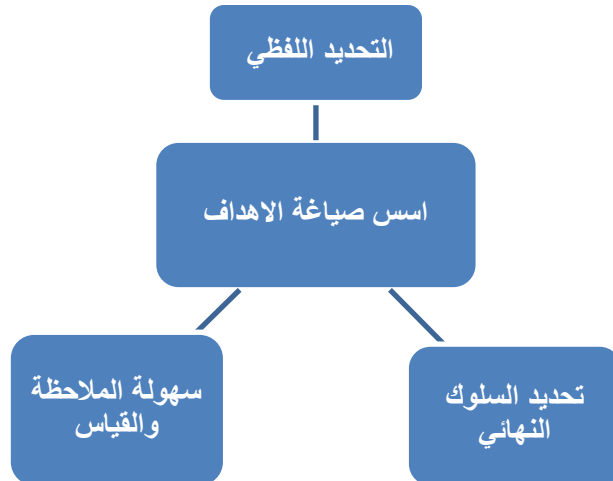 التحديد اللفظي
اسس صياغة الاهداف
تحديد السلوك
النهائي
سهولة الملاحظة
والقياس